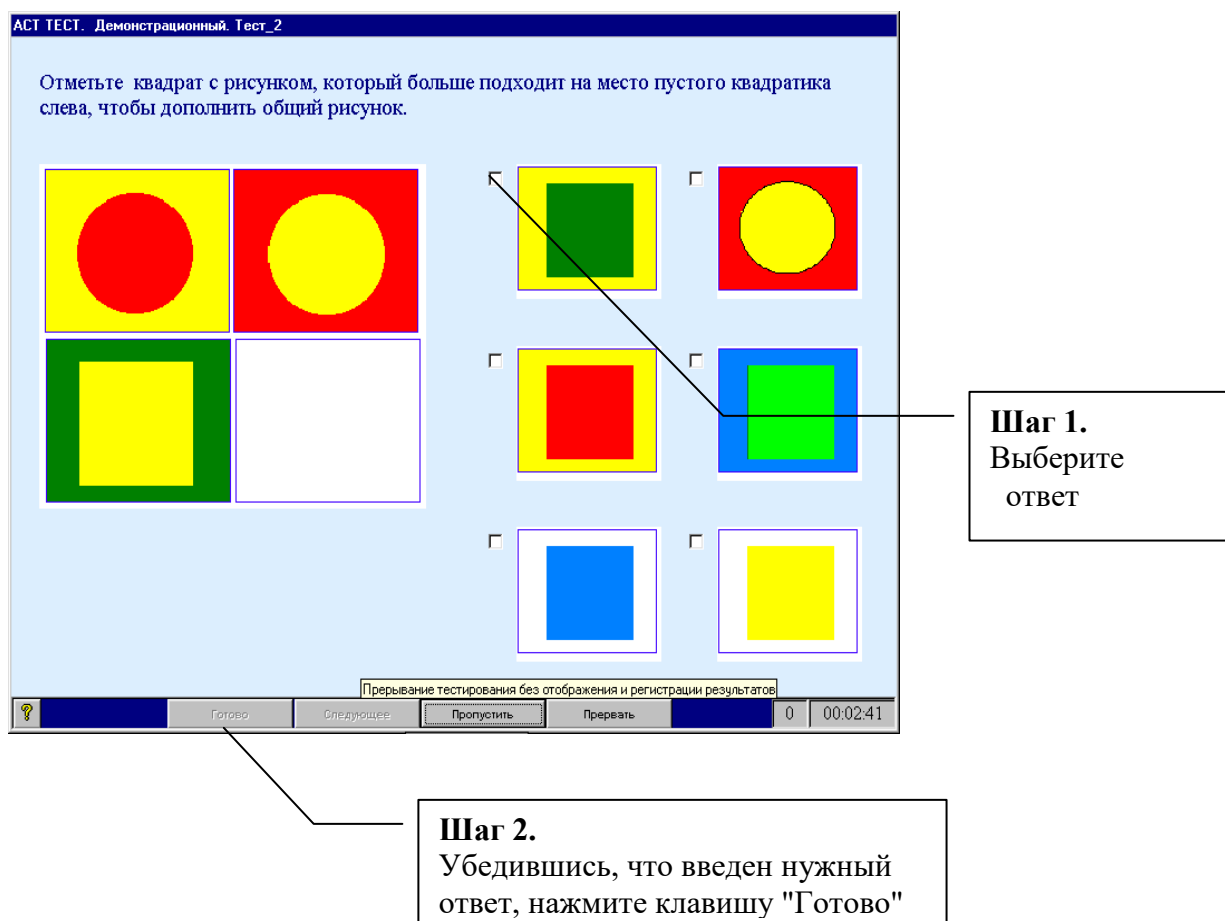 АСТ ТЕСТ. Демонстрационный. Тест_2
Отметьте квадрат с рисунком, который больше подходит на место пустого квадратика
слева, чтобы дополнить общий рисунок.
Шаг 1.
Выберите
ответ
Прерывание тестирования без отображения и регистрации результатов
? Готово Следующее Пропустить Прервать 0 00:02:41
Шаг 2.
Убедившись, что введен нужный
ответ, нажмите клавишу "Готово"